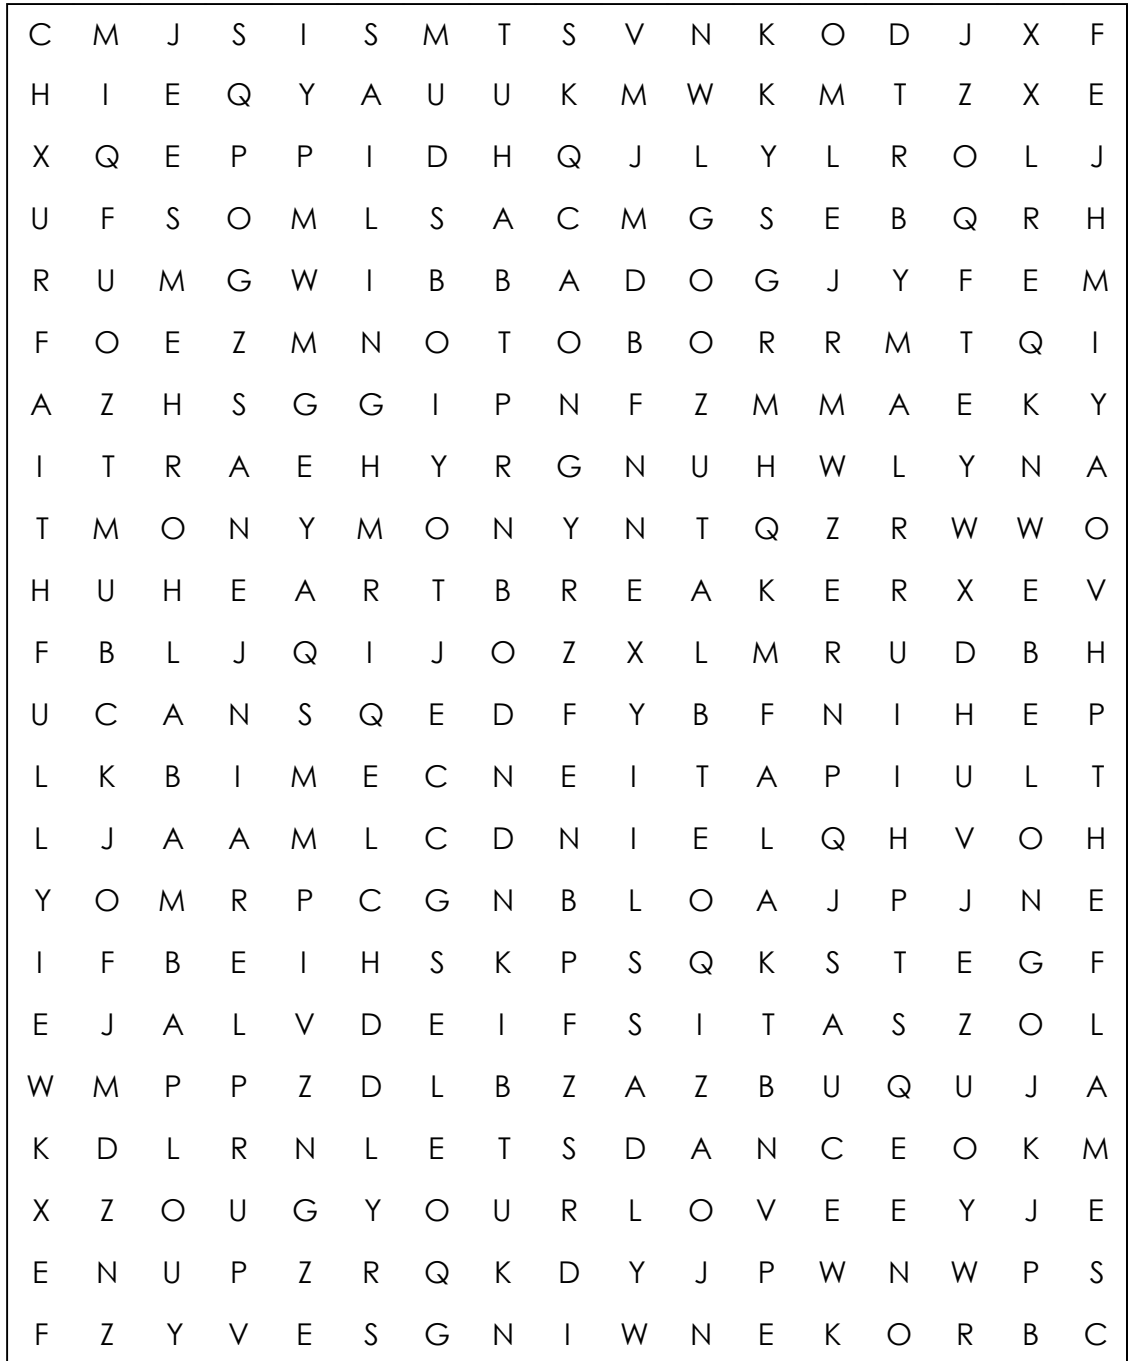 C M J S I S M T S V N K O D J X F
H I E Q Y A U U K M W K M T Z X E
X Q E P P I D H Q J L Y L R O L J
U F S O M L S A C M G S E B Q R H
R U M G W I B B A D O G J Y F E M
F O E Z M N O T O B O R R M T Q I
A Z H S G G I P N F Z M M A E K Y
I T R A E H Y R G N U H W L Y N A
T M O N Y M O N Y N T Q Z R W W O
H U H E A R T B R E A K E R X E V
F B L J Q I J O Z X L M R U D B H
U C A N S Q E D F Y B F N I H E P
L K B I M E C N E I T A P I U L T
L J A A M L C D N I E L Q H V O H
Y O M R P C G N B L O A J P J N E
I F B E I H S K P S Q K S T E G F
E J A L V D E I F S I T A S Z O L
W M P P Z D L B Z A Z B U Q U J A
K D L R N L E T S D A N C E O K M
X Z O U G Y O U R L O V E E Y J E
E N U P Z R Q K D Y J P W N W P S
F Z Y V E S G N I W N E K O R B C